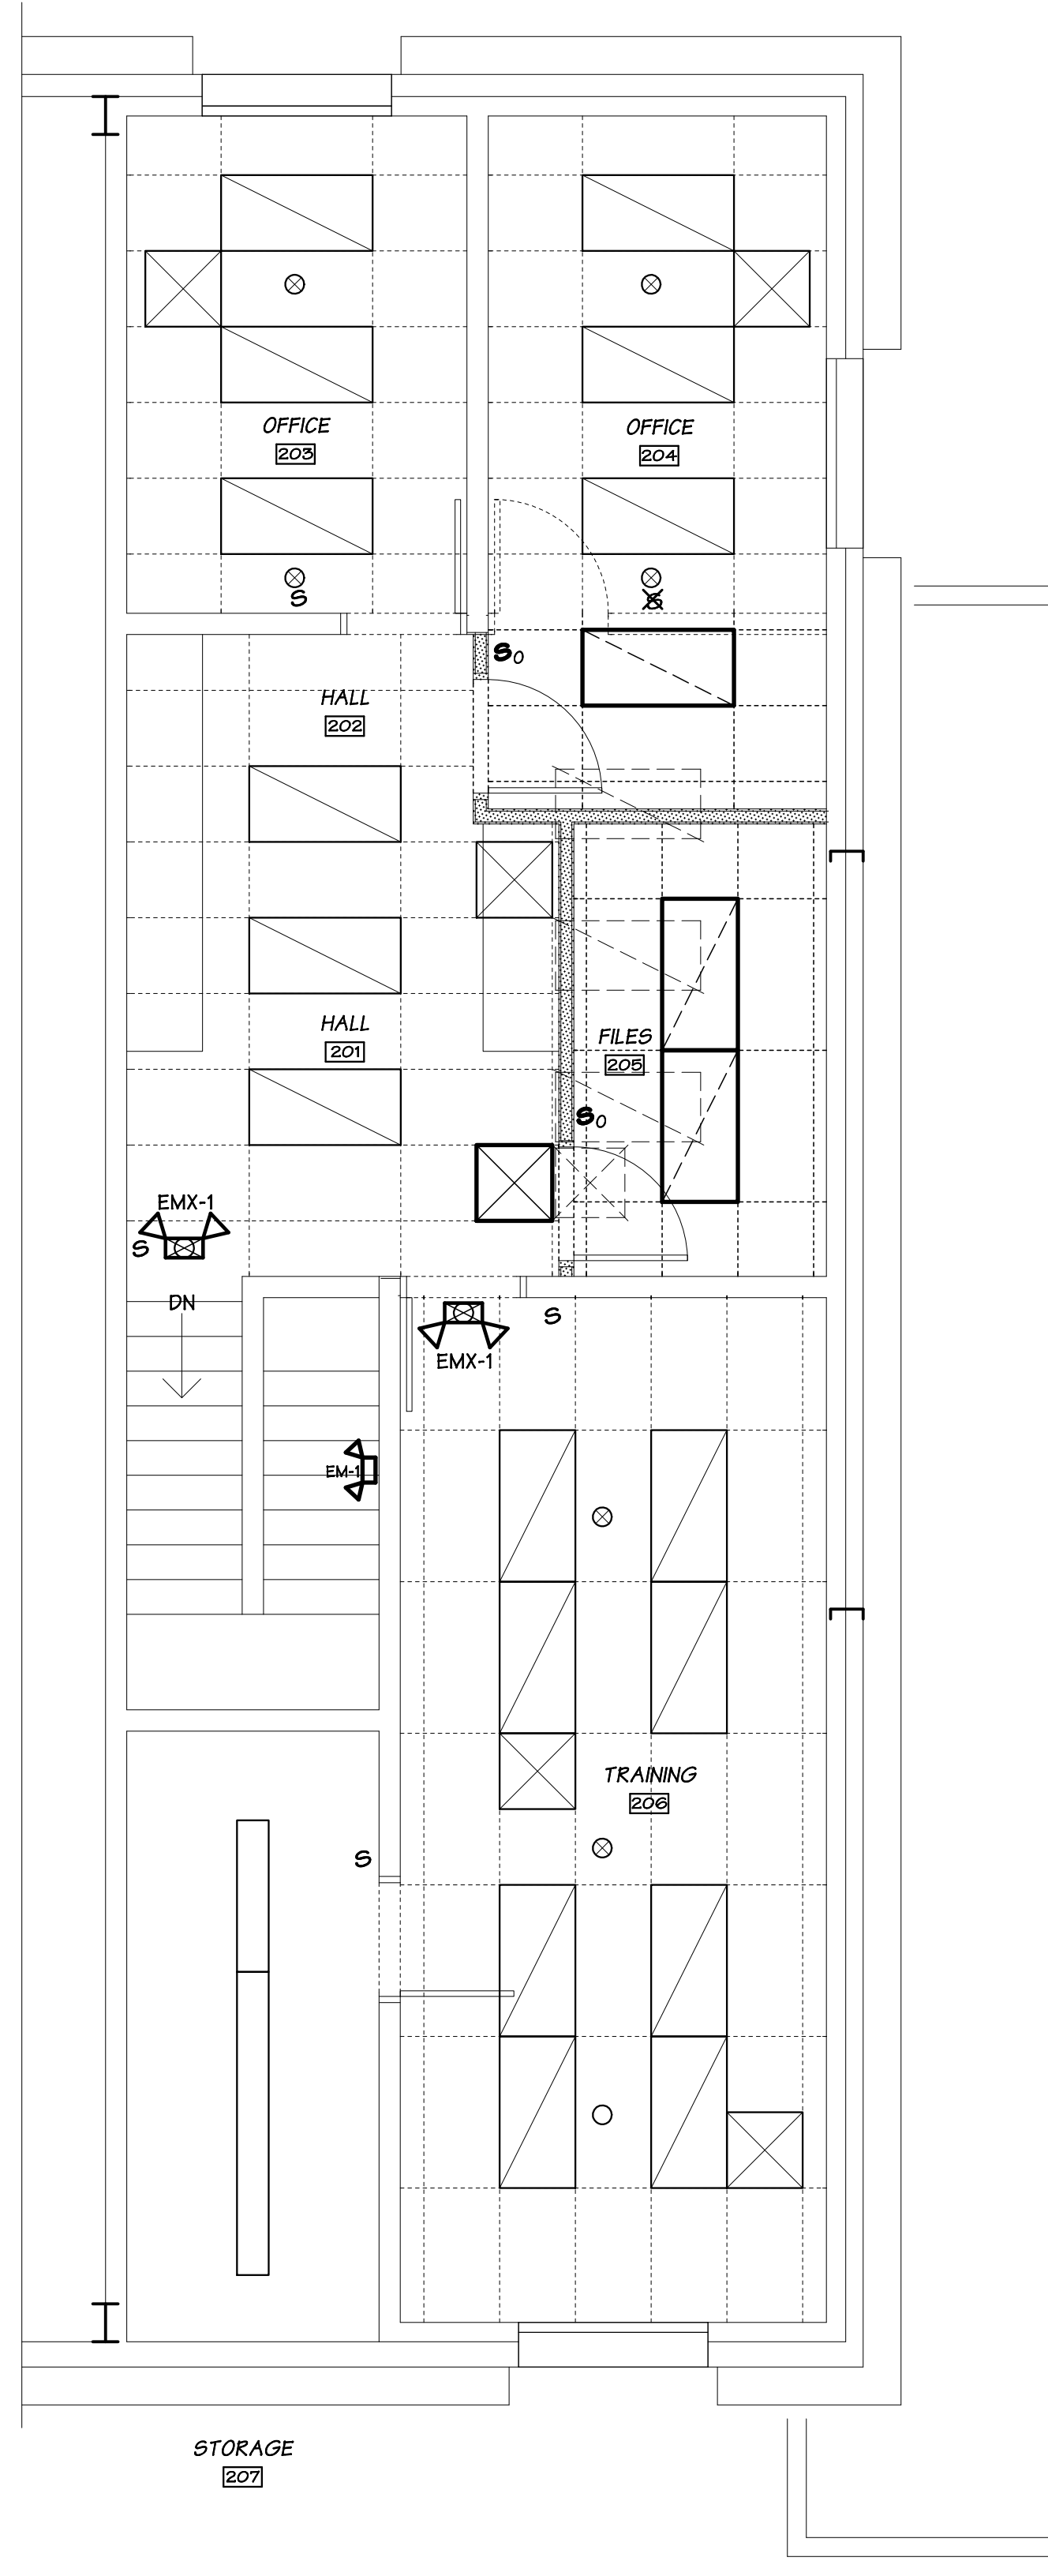 OFFICE
203
OFFICE
204
S
S
S0
HALL
202
HALL
201
FILES
205
S0
EMX-1
S
DN
S
EMX-1
EM-1
TRAINING
206
S
STORAGE
207